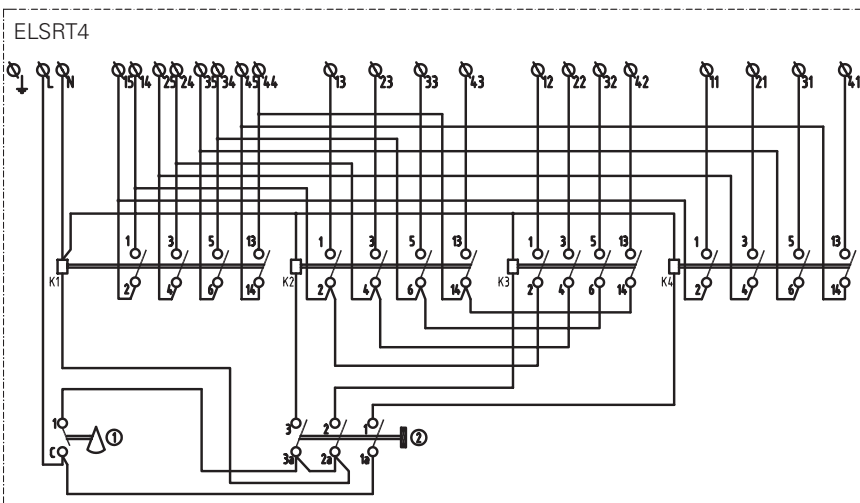 ELSRT4
L N 15 14 25 24 35 34 45 44 13 23 33 43 12 22 32 42 11 21 31 41
1 3 5 13 1 3 5 13 1 3 5 13 1 3 5 13
K1 K2 K3 K4
2 4 6 14 2 4 6 14 2 4 6 14 2 4 6 14
1 ① 3 2 1 ②
C 3a 2a 1a